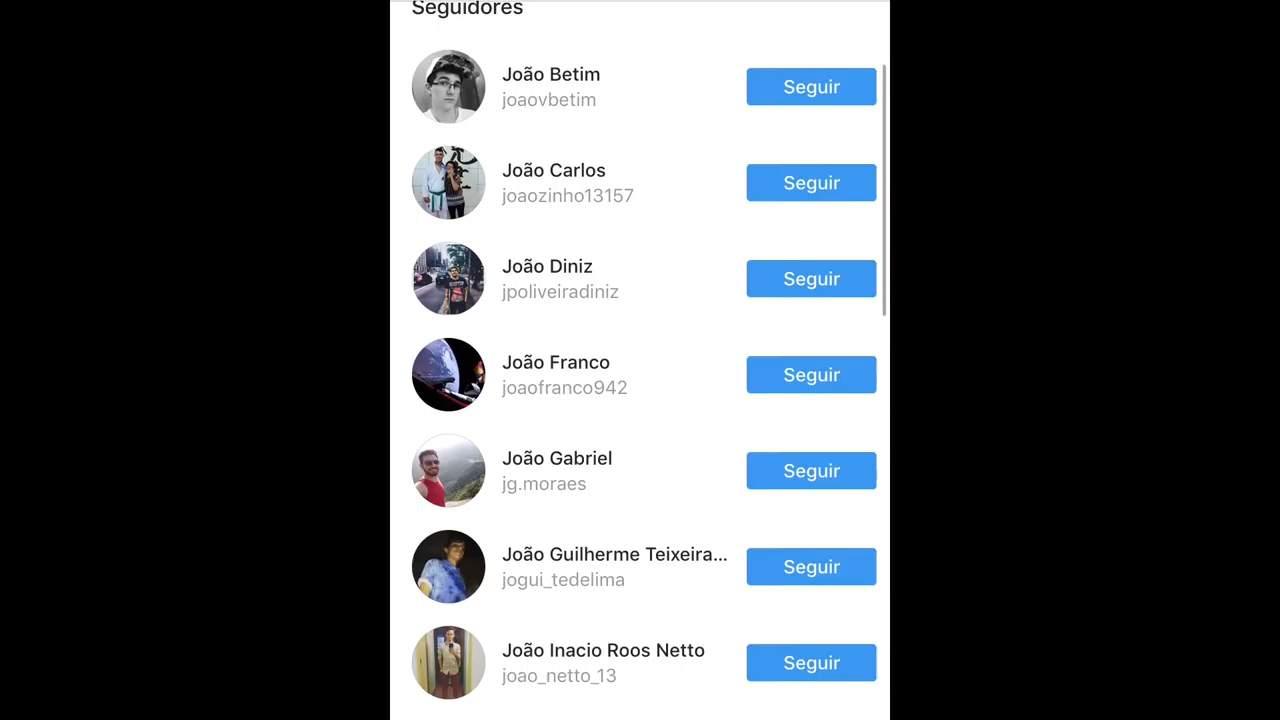 Seguidores
João Betim
joaovbetim
Seguir
João Carlos
joaozinho13157
Seguir
João Diniz
jpoliveiradiniz
Seguir
João Franco
joaofranco942
Seguir
João Gabriel
jg.moraes
Seguir
João Guilherme Teixeira...
jogui_tedelima
Seguir
João Inacio Roos Netto
joao_netto_13
Seguir